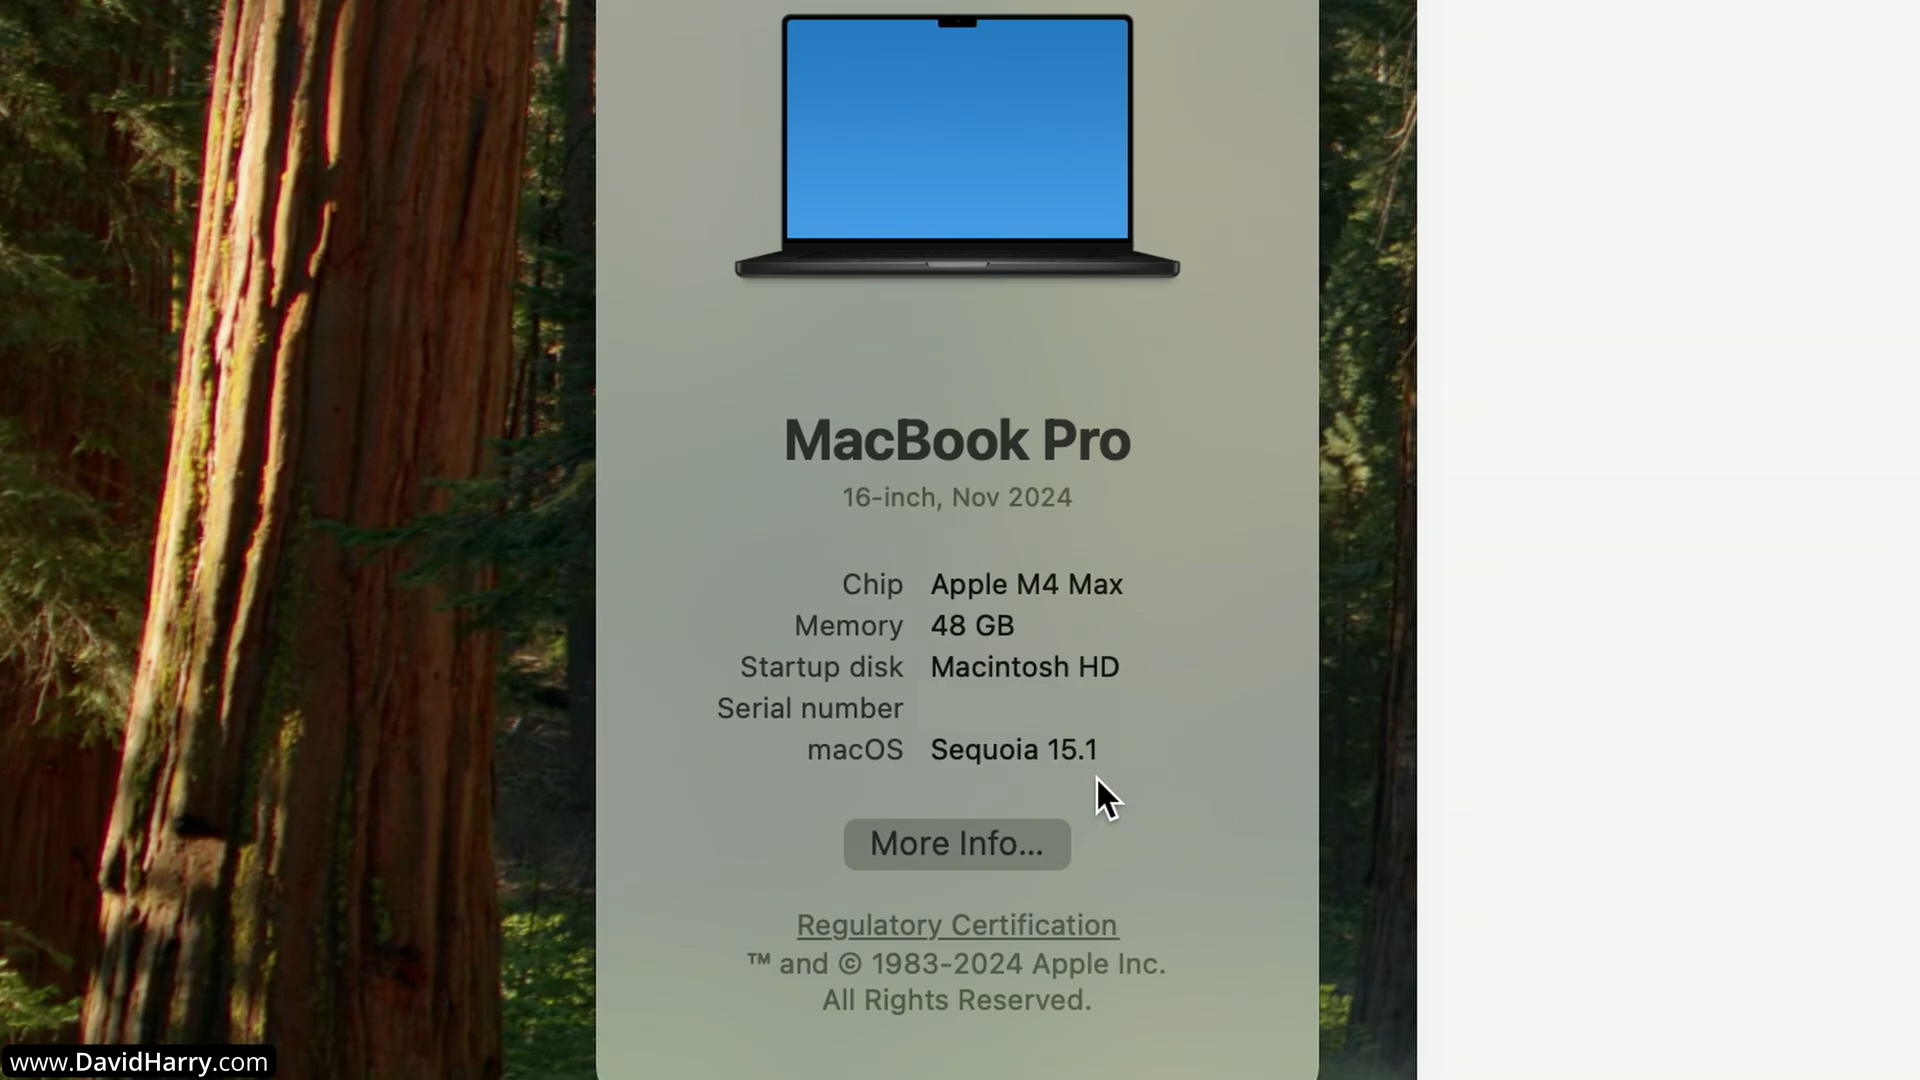 MacBook Pro
16-inch, Nov 2024
Chip Apple M4 Max
Memory 48 GB
Startup disk Macintosh HD
Serial number
macOS Sequoia 15.1
More Info...
Regulatory Certification
™ and © 1983-2024 Apple Inc.
All Rights Reserved.
www.DavidHarry.com